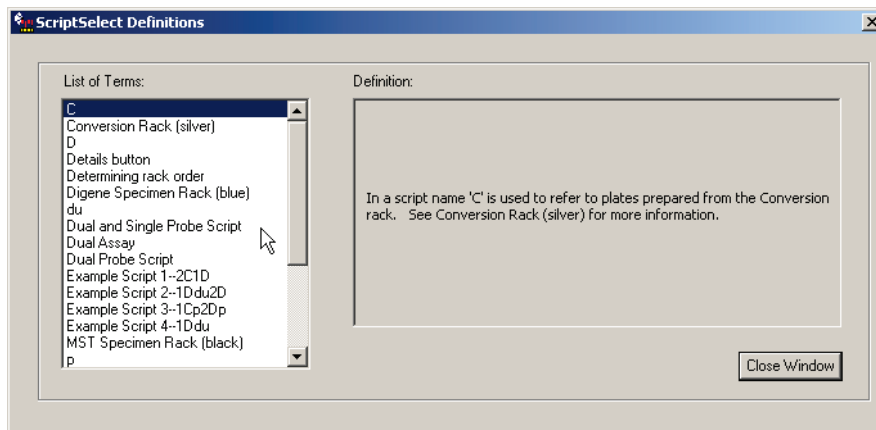 ScriptSelect Definitions
List of Terms:
C
Conversion Rack (silver)
D
Details button
Determining rack order
Digene Specimen Rack (blue)
du
Dual and Single Probe Script
Dual Assay
Dual Probe Script
Example Script 1--2C1D
Example Script 2--1Ddu2D
Example Script 3--1Cp2Dp
Example Script 4--1Ddu
MST Specimen Rack (black)
p
Definition:
In a script name 'C' is used to refer to plates prepared from the Conversion
rack. See Conversion Rack (silver) for more information.
Close Window